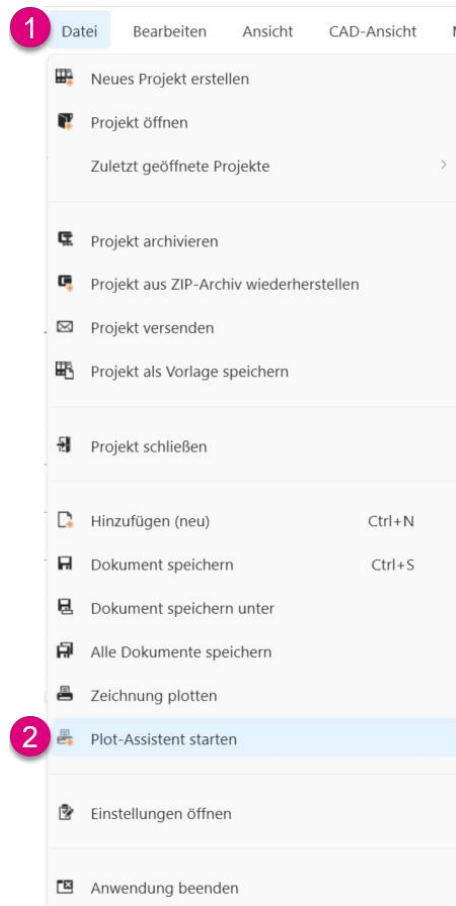 1 Datei Bearbeiten Ansicht CAD-Ansicht
Neues Projekt erstellen
Projekt öffnen
Zuletzt geöffnete Projekte
Projekt archivieren
Projekt aus ZIP-Archiv wiederherstellen
Projekt versenden
Projekt als Vorlage speichern
Projekt schließen
Hinzufügen (neu) Ctrl+N
Dokument speichern Ctrl+S
Dokument speichern unter
Alle Dokumente speichern
Zeichnung plotten
2 Plot-Assistent starten
Einstellungen öffnen
Anwendung beenden